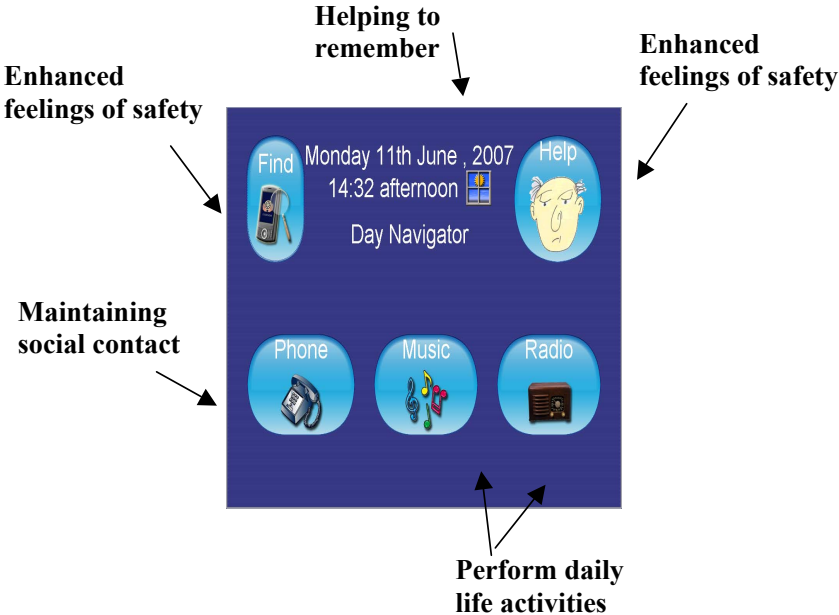 Helping to
remember
Enhanced
feelings of safety
Enhanced
feelings of safety
Find
Monday 11th June , 2007
14:32 afternoon
Day Navigator
Help
Maintaining
social contact
Phone
Music
Radio
Perform daily
life activities